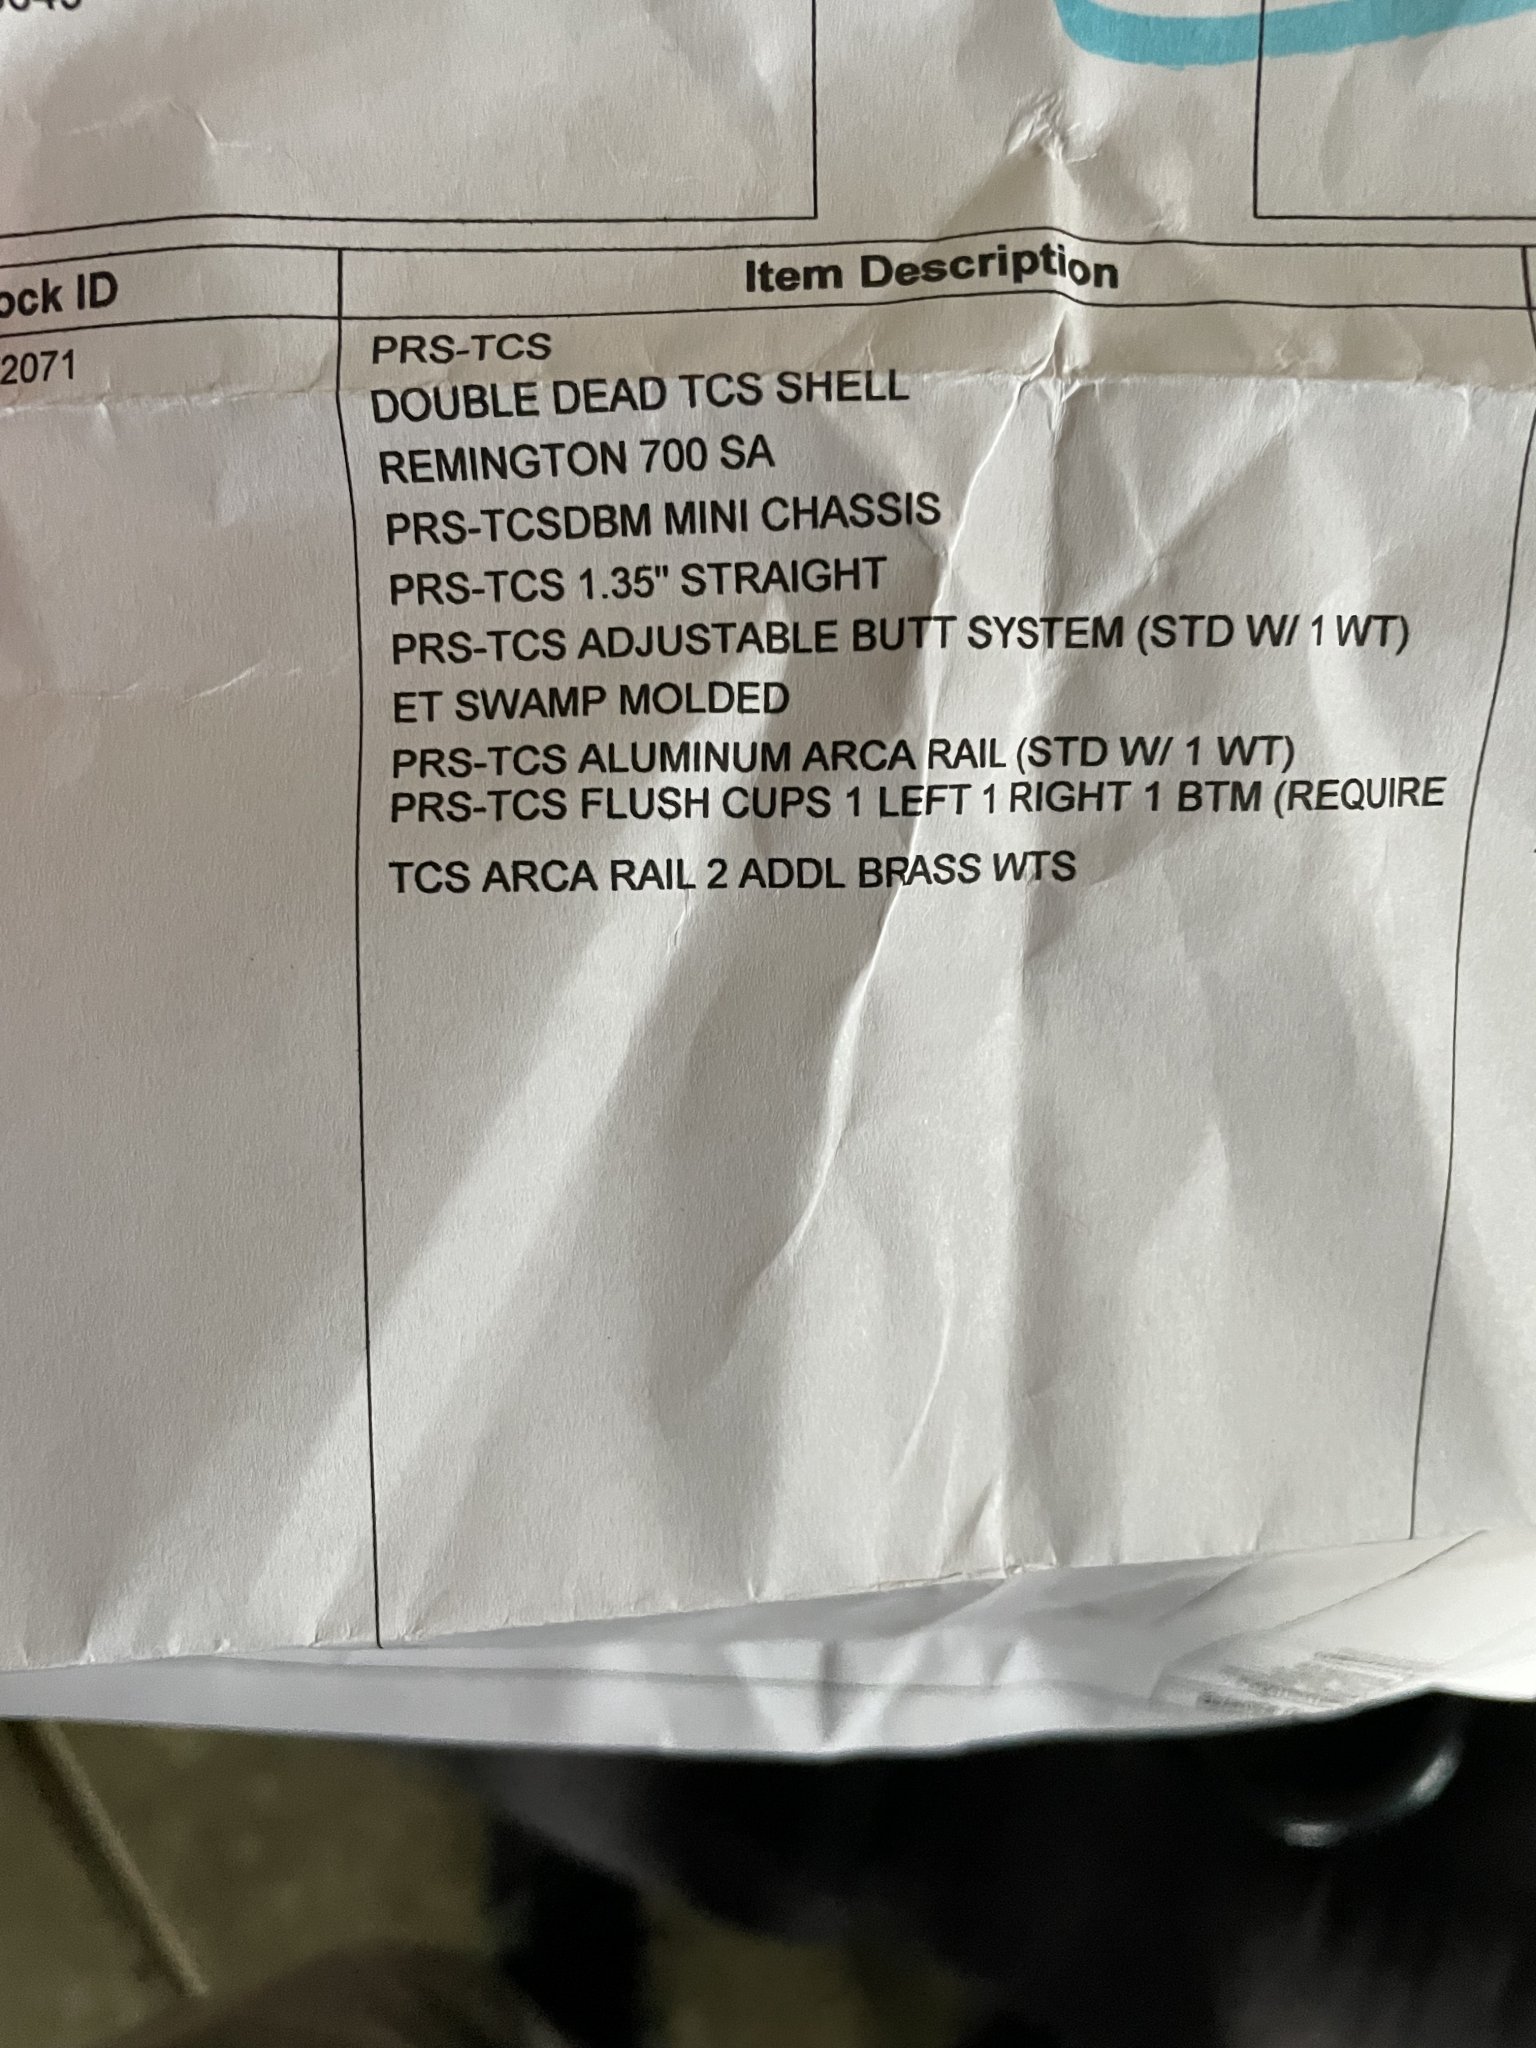 ock ID
Item Description
2071
PRS-TCS
DOUBLE DEAD TCS SHELL
REMINGTON 700 SA
PRS-TCSDBM MINI CHASSIS
PRS-TCS 1.35" STRAIGHT
PRS-TCS ADJUSTABLE BUTT SYSTEM (STD W/ 1 WT)
ET SWAMP MOLDED
PRS-TCS ALUMINUM ARCA RAIL (STD W/ 1 WT)
PRS-TCS FLUSH CUPS 1 LEFT 1 RIGHT 1 BTM (REQUIRE
TCS ARCA RAIL 2 ADDL BRASS WTS